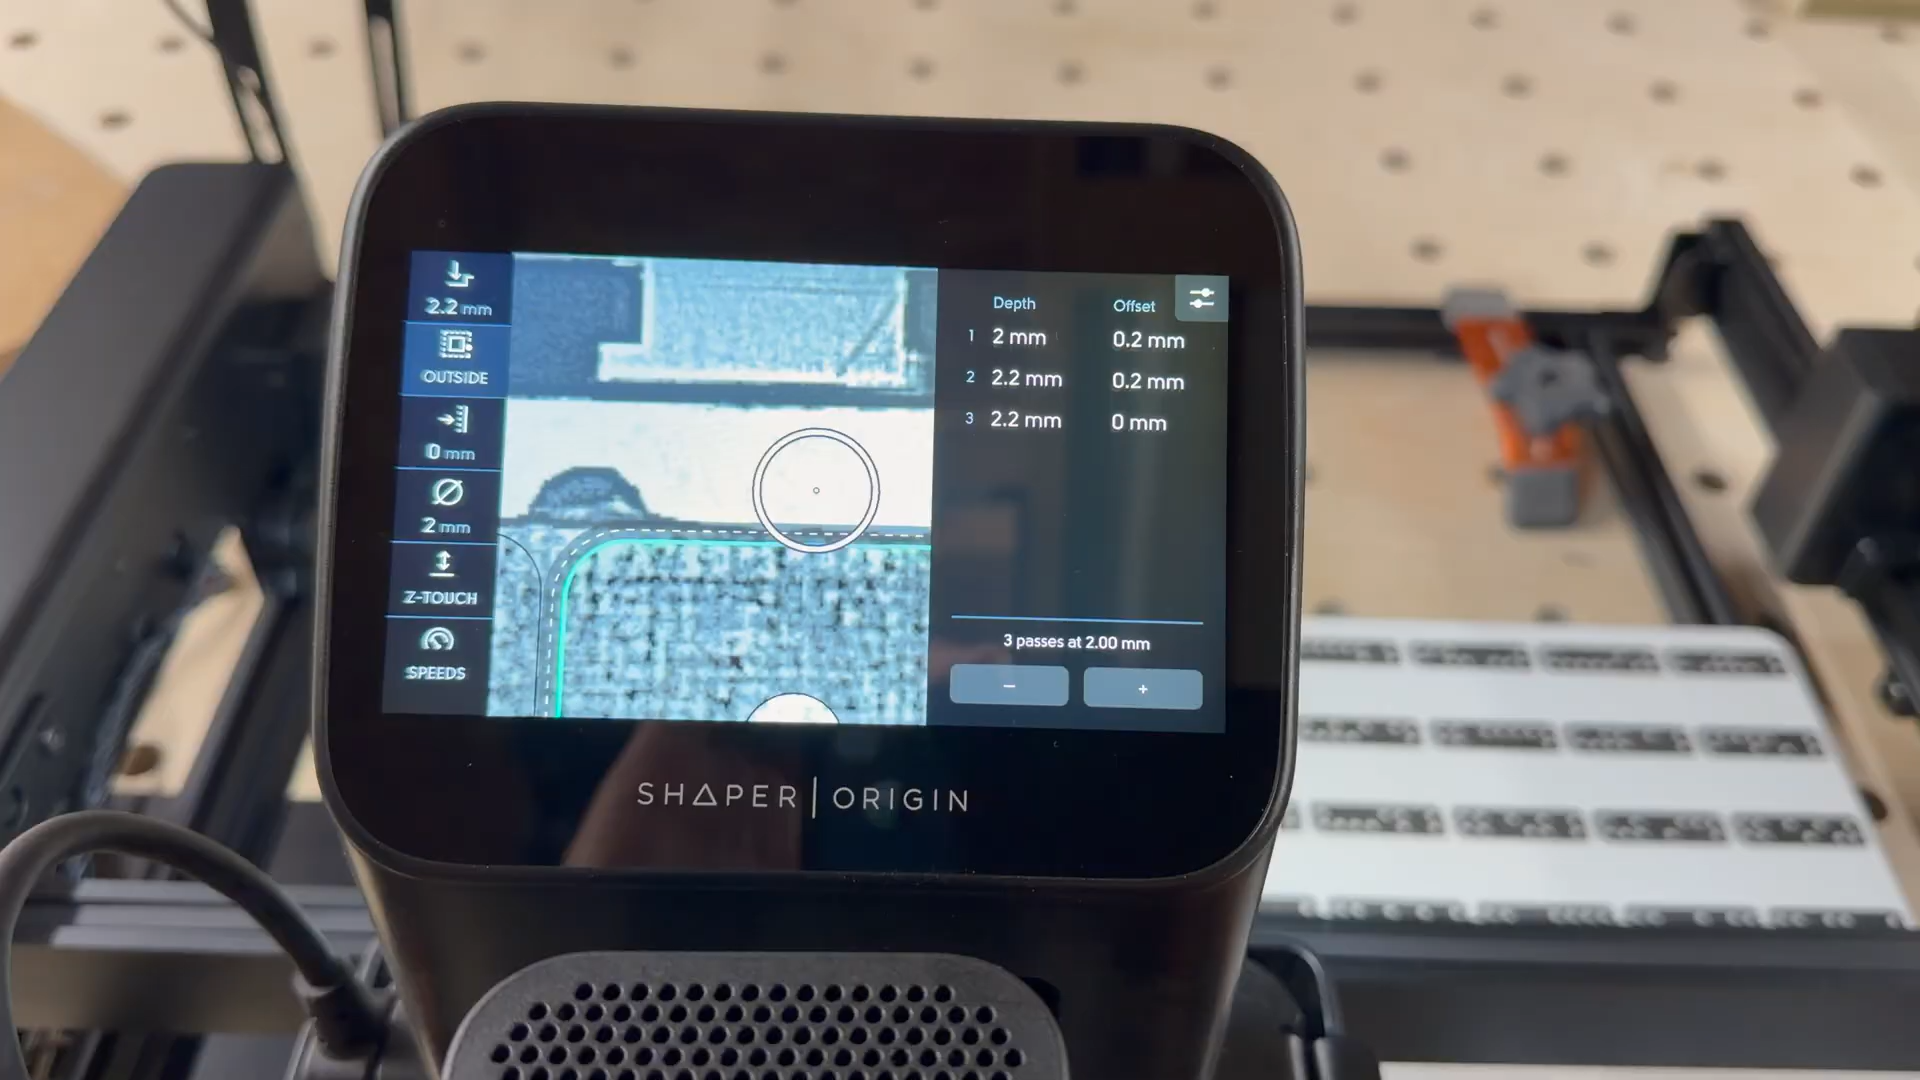 2.2 mm
OUTSIDE
0 mm
2 mm
Z-TOUCH
SPEEDS
Depth Offset
1 2 mm 0.2 mm
2 2.2 mm 0.2 mm
3 2.2 mm 0 mm
3 passes at 2.00 mm
− +
SHAPER | ORIGIN